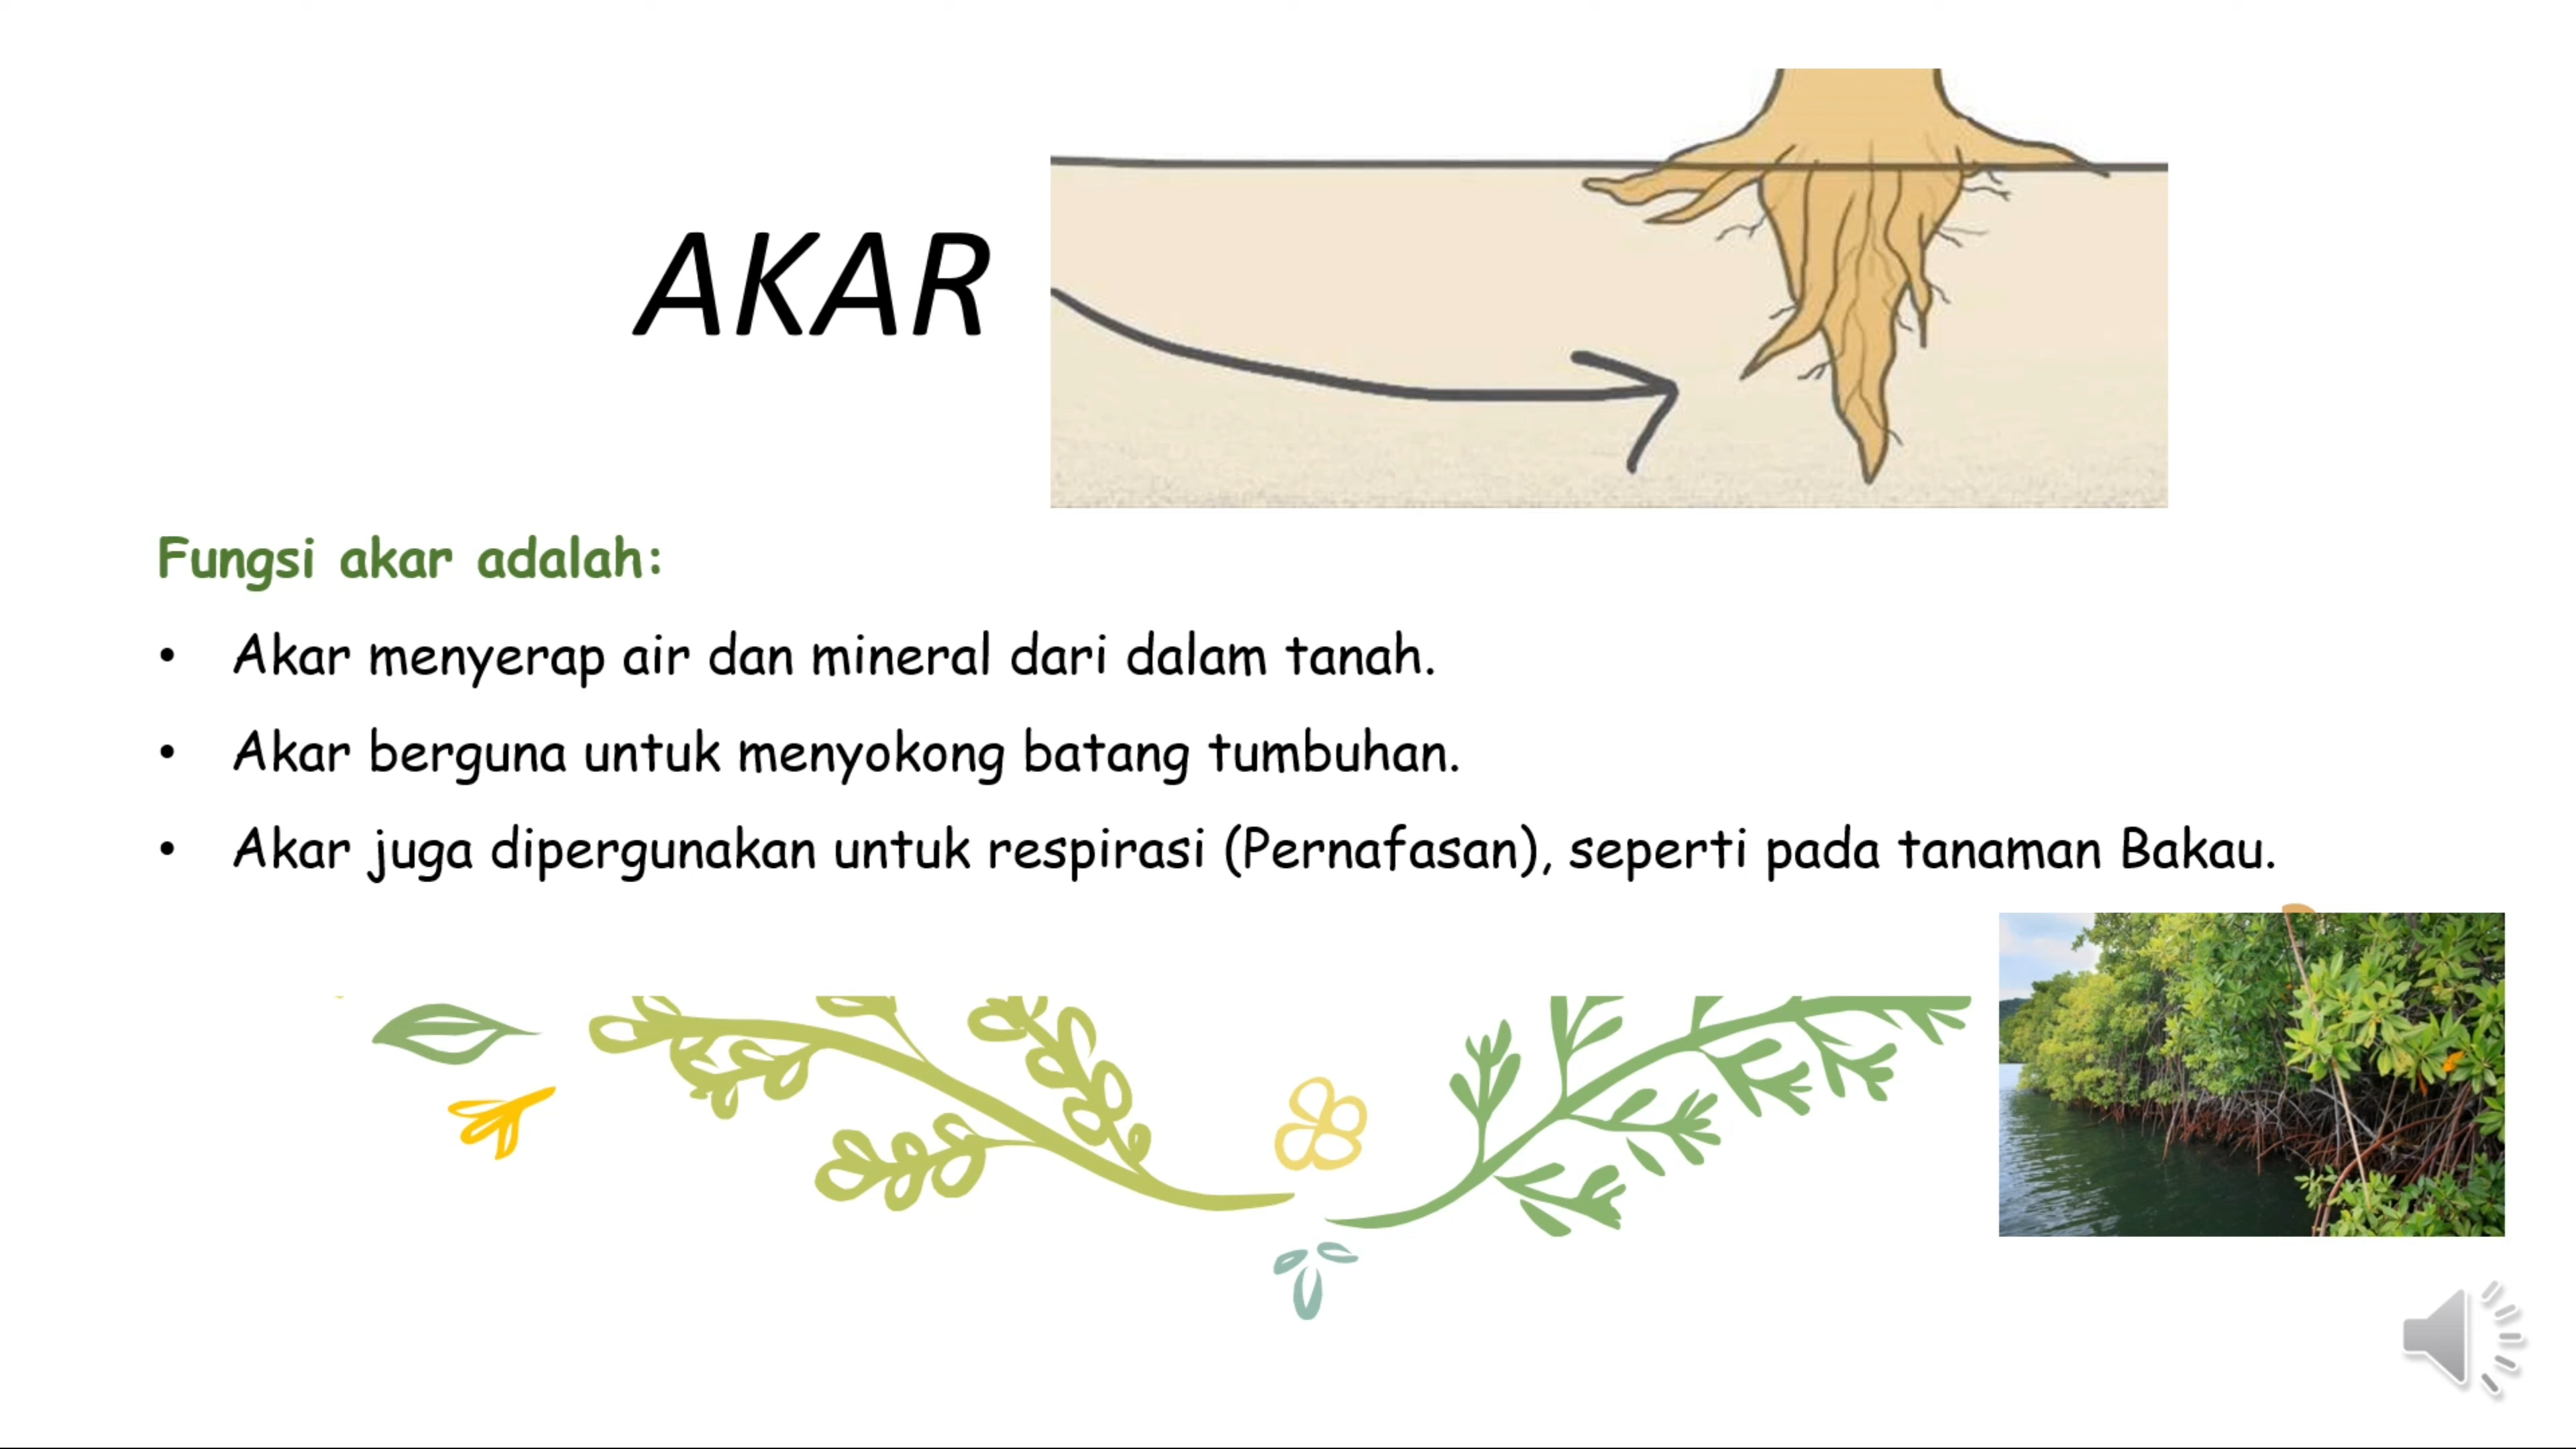 AKAR
Fungsi akar adalah:
• Akar menyerap air dan mineral dari dalam tanah.
• Akar berguna untuk menyokong batang tumbuhan.
• Akar juga dipergunakan untuk respirasi (Pernafasan), seperti pada tanaman Bakau.